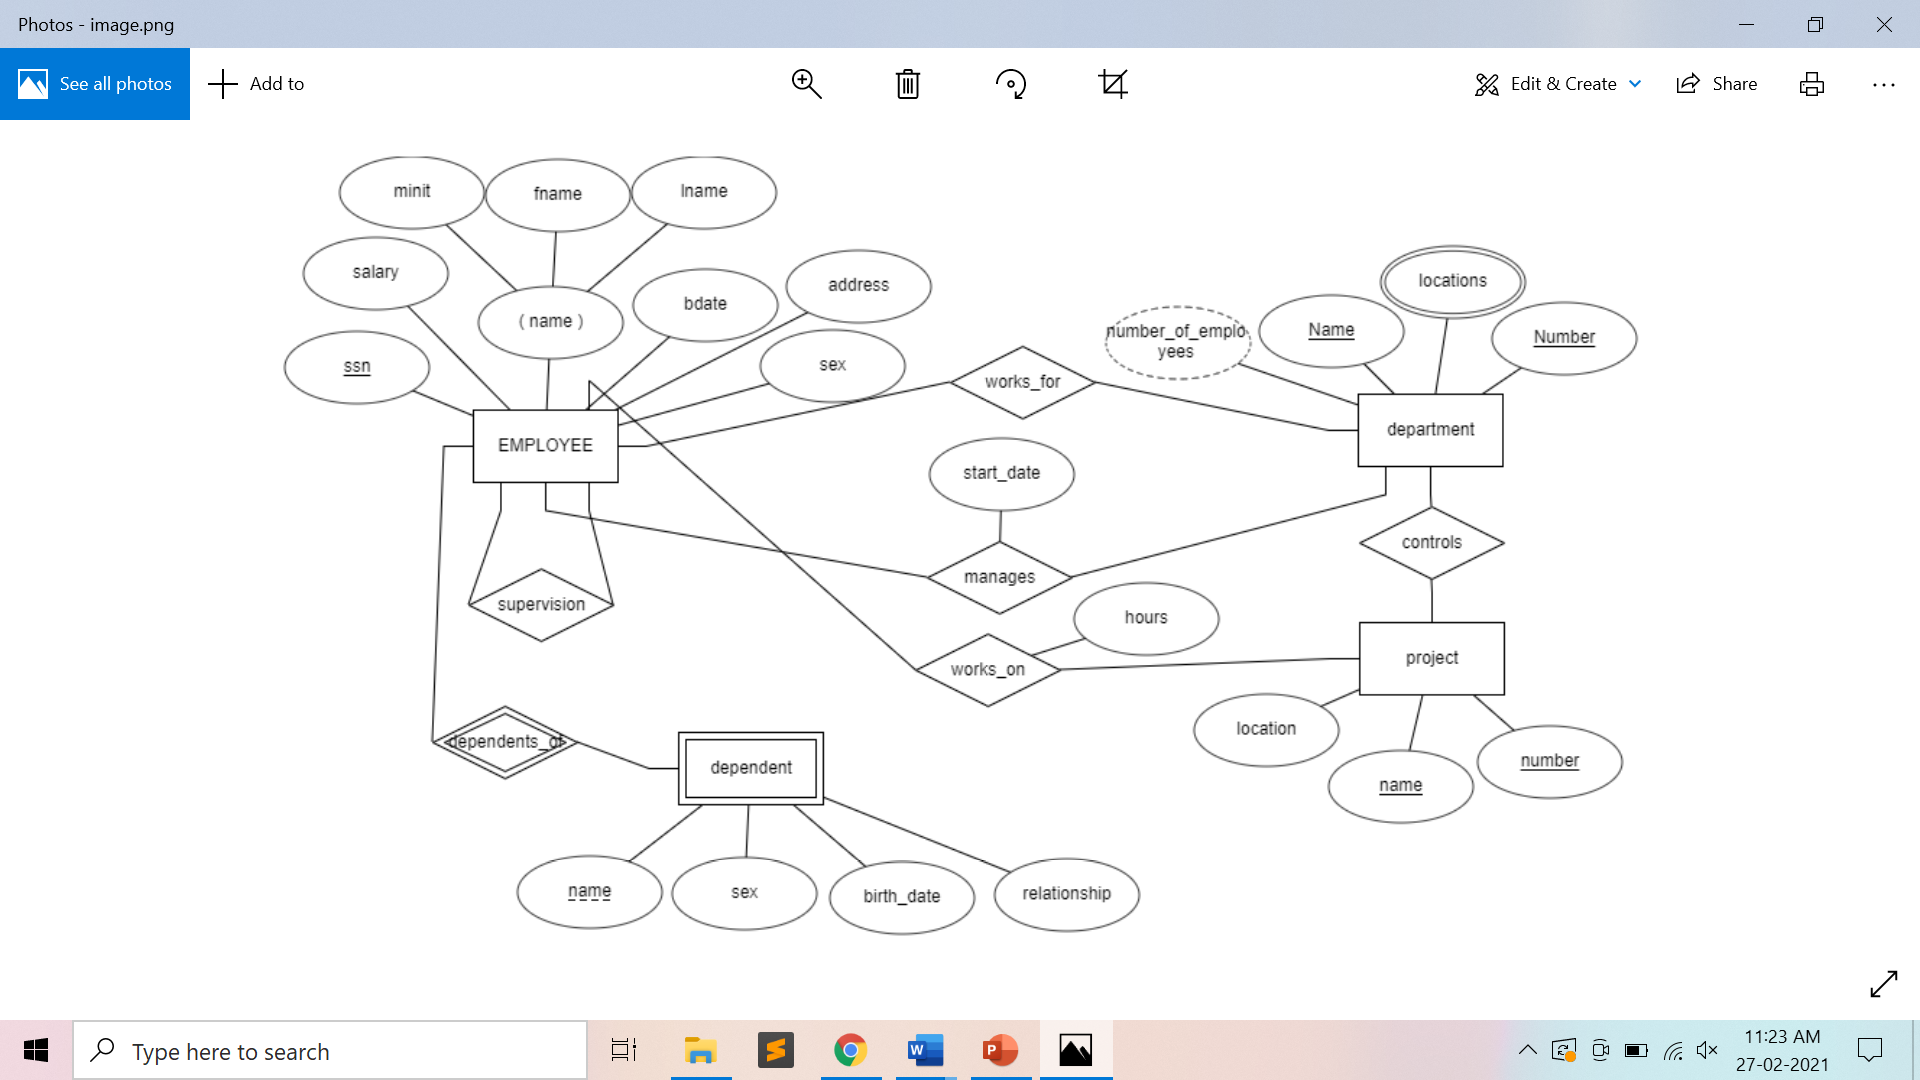 Photos - image.png
See all photos
Add to
Edit & Create
Share
minit
fname
lname
salary
( name )
bdate
address
ssn
sex
EMPLOYEE
works_for
number_of_emplo
yees
Name
locations
Number
department
start_date
manages
controls
supervision
hours
works_on
project
location
name
number
dependents_of
dependent
name
sex
birth_date
relationship
Type here to search
W
P
11:23 AM
27-02-2021